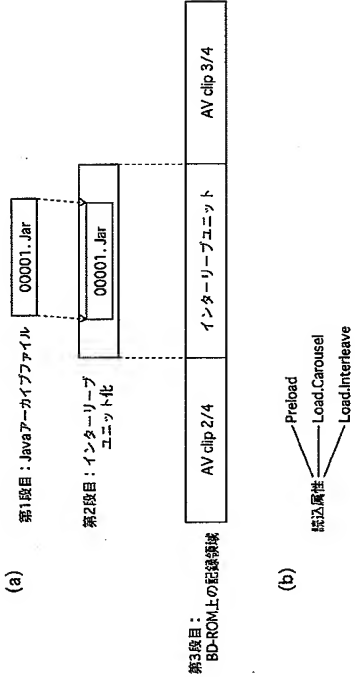 (a)
第1段目：Javaアーカイブファイル
00001.Jar
第2段目：インターリーブ
ユニット化
00001.Jar
第3段目：
BD-ROM上の記録領域
AV clip 2/4
インターリーブユニット
AV clip 3/4
(b)
読込属性
Preload
Load.Carousel
Load.Interleave